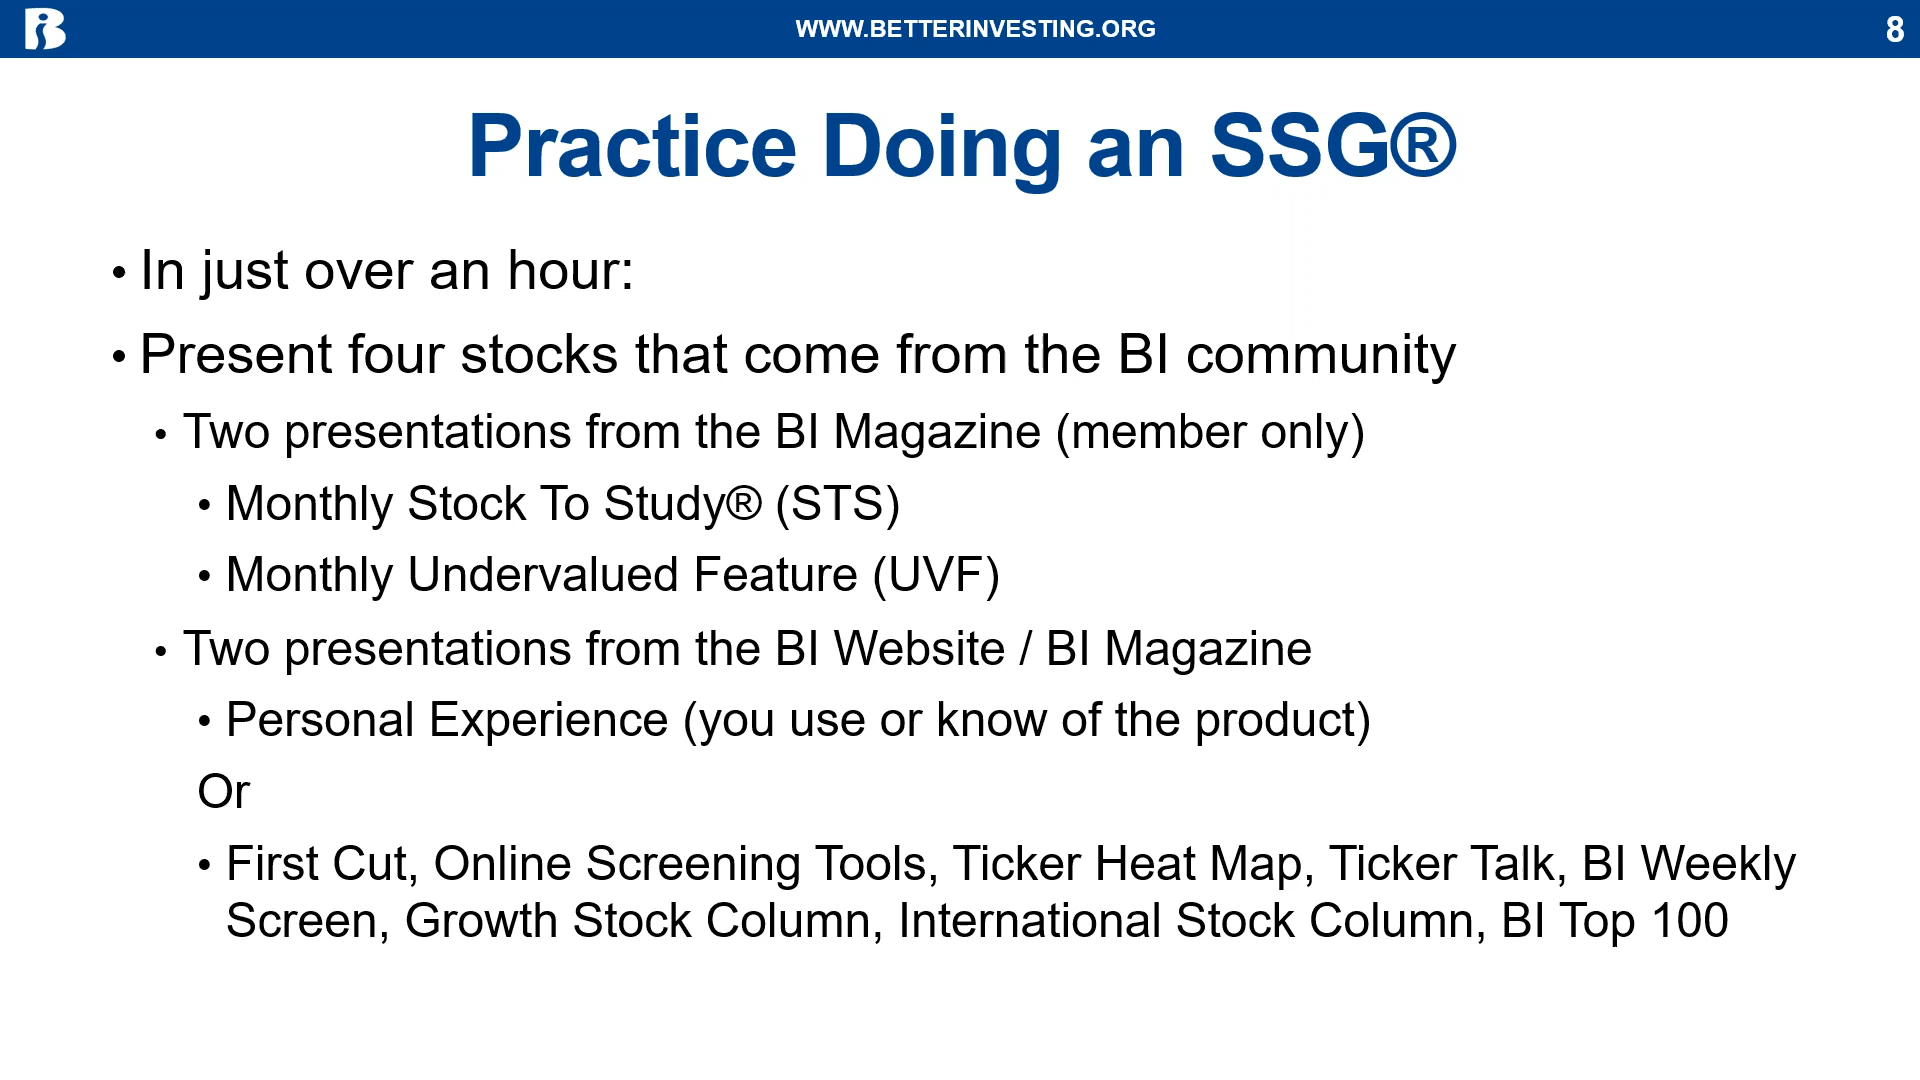 WWW.BETTERINVESTING.ORG
8
Practice Doing an SSG®
• In just over an hour:
• Present four stocks that come from the BI community
• Two presentations from the BI Magazine (member only)
• Monthly Stock To Study® (STS)
• Monthly Undervalued Feature (UVF)
• Two presentations from the BI Website / BI Magazine
• Personal Experience (you use or know of the product)
Or
• First Cut, Online Screening Tools, Ticker Heat Map, Ticker Talk, BI Weekly
Screen, Growth Stock Column, International Stock Column, BI Top 100